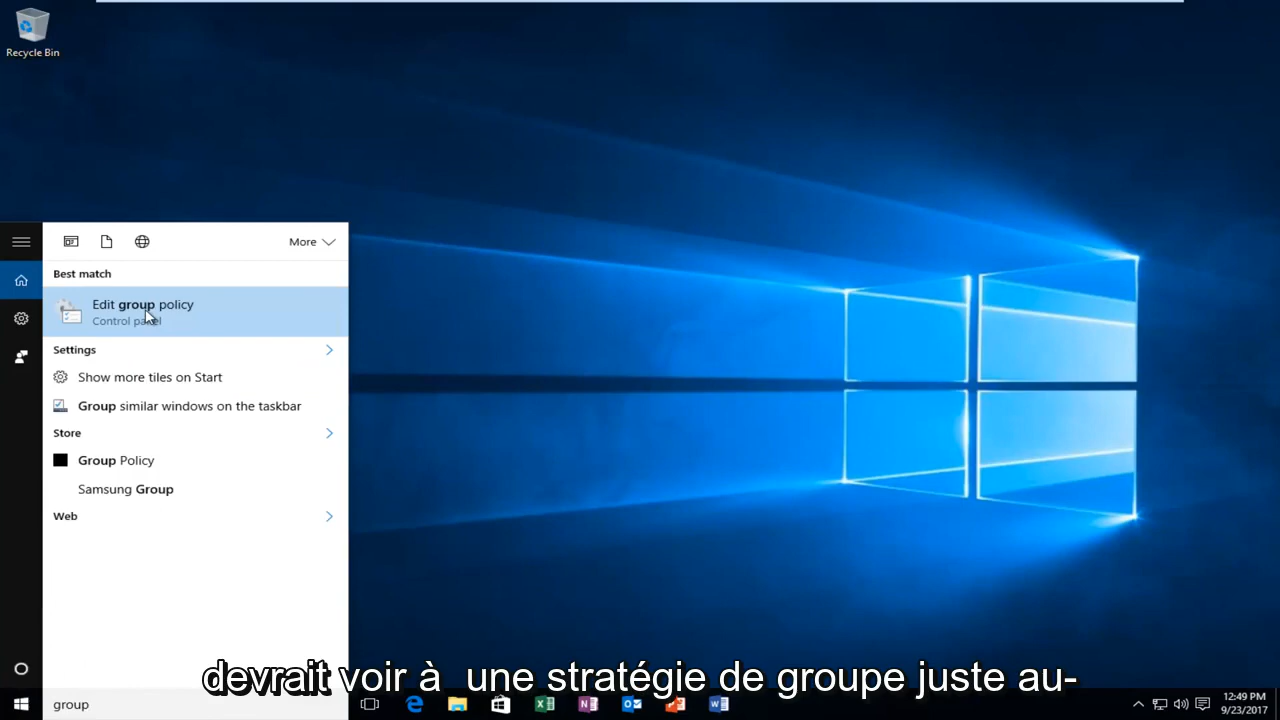 Recycle Bin
More
Best match
Edit group policy
Control panel
Settings
Show more tiles on Start
Group similar windows on the taskbar
Store
Group Policy
Samsung Group
Web
devrait voir à une stratégie de groupe juste au-
group
12:49 PM
9/23/2017